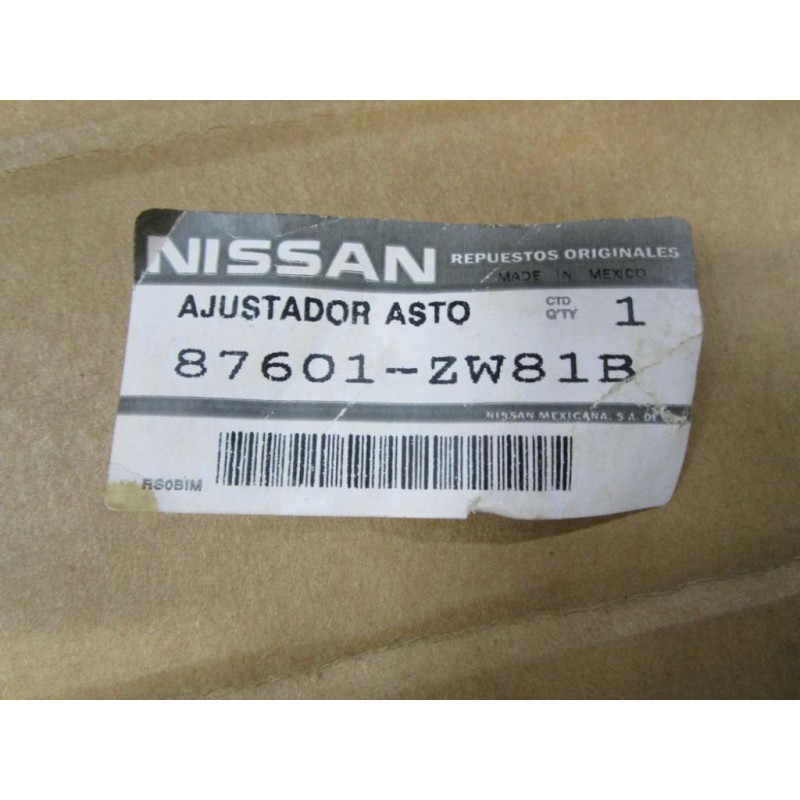 NISSAN REPUESTOS ORIGINALES
MADE IN MEXICO
AJUSTADOR ASTO CTD Q'TY 1
87601-ZW81B
NISSAN MEXICANA, S.A. DE
RS0BIM